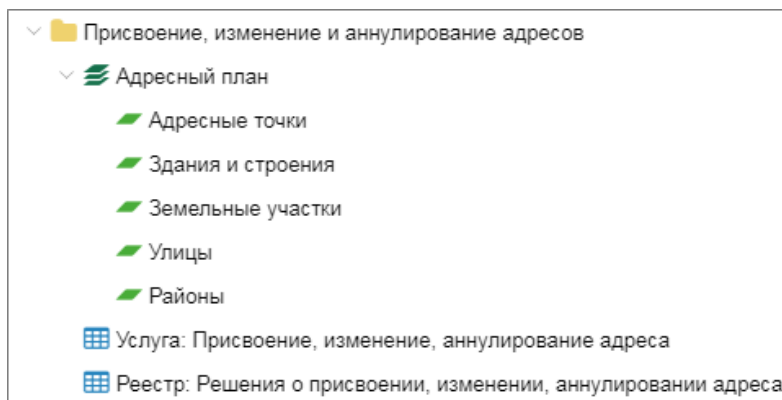 Присвоение, изменение и аннулирование адресов
Адресный план
Адресные точки
Здания и строения
Земельные участки
Улицы
Районы
Услуга: Присвоение, изменение, аннулирование адреса
Реестр: Решения о присвоении, изменении, аннулировании адреса